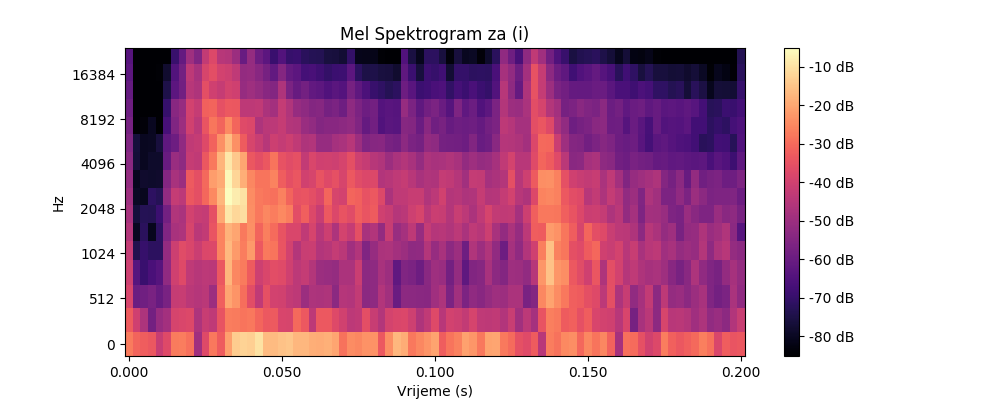 Mel Spektrogram za (i)
Hz
16384
8192
4096
2048
1024
512
0
0.000
0.050
0.100
0.150
0.200
Vrijeme (s)
-10 dB
-20 dB
-30 dB
-40 dB
-50 dB
-60 dB
-70 dB
-80 dB